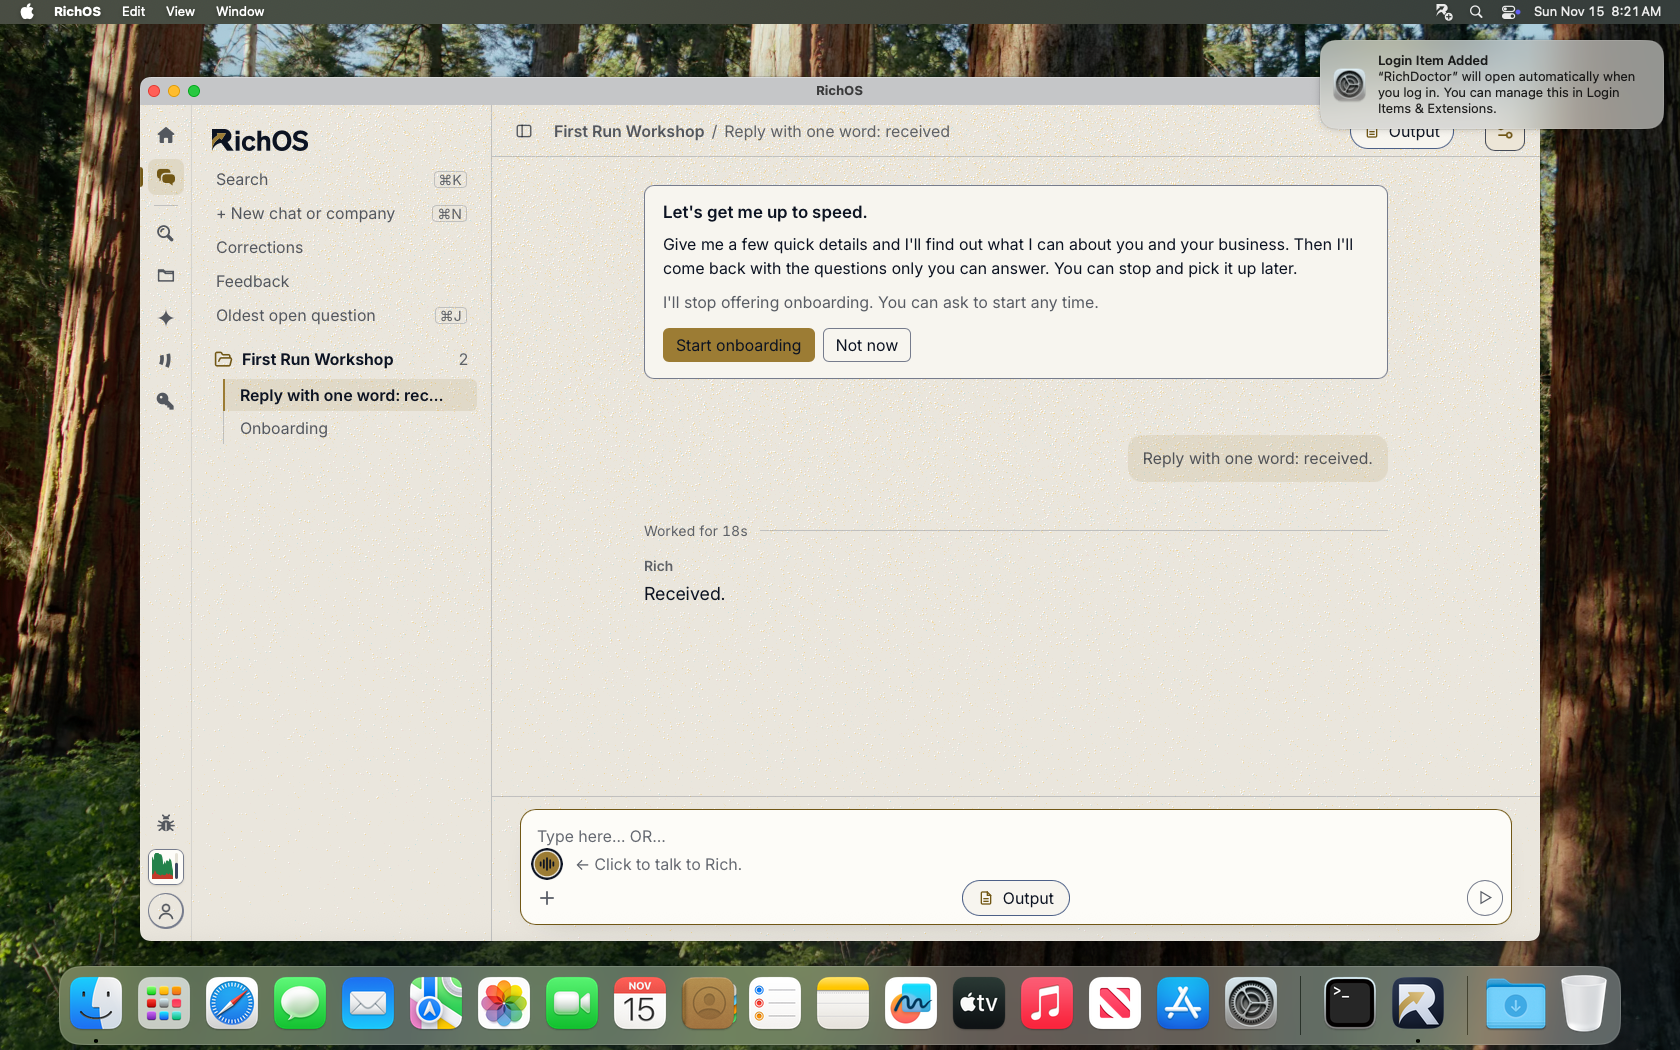 RichOS Edit View Window
Sun Nov 15 8:21AM
Login Item Added
“RichDoctor” will open automatically when
you log in. You can manage this in Login
Items & Extensions.
RichOS
RichOS
Search ⌘K
+ New chat or company ⌘N
Corrections
Feedback
Oldest open question ⌘J
First Run Workshop 2
Reply with one word: rec...
Onboarding
First Run Workshop / Reply with one word: received
Output
Let's get me up to speed.
Give me a few quick details and I'll find out what I can about you and your business. Then I'll
come back with the questions only you can answer. You can stop and pick it up later.
I'll stop offering onboarding. You can ask to start any time.
Start onboarding
Not now
Reply with one word: received.
Worked for 18s
Rich
Received.
Type here... OR...
← Click to talk to Rich.
Output
NOV
15
tv